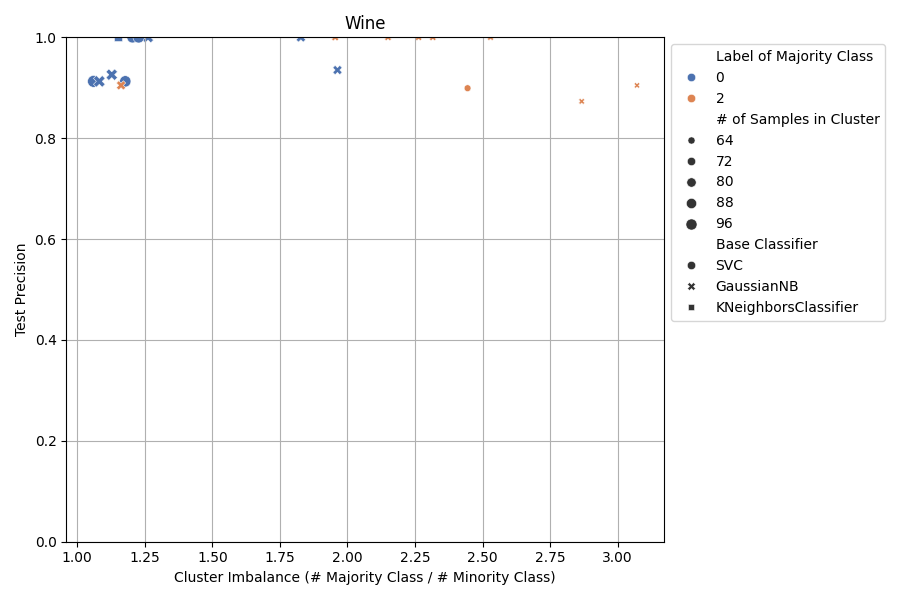 Wine
1.0
0.8
0.6
0.4
0.2
0.0
Test Precision
1.00
1.25
1.50
1.75
2.00
2.25
2.50
2.75
3.00
Cluster Imbalance (# Majority Class / # Minority Class)
Label of Majority Class
0
2
# of Samples in Cluster
64
72
80
88
96
Base Classifier
SVC
GaussianNB
KNeighborsClassifier